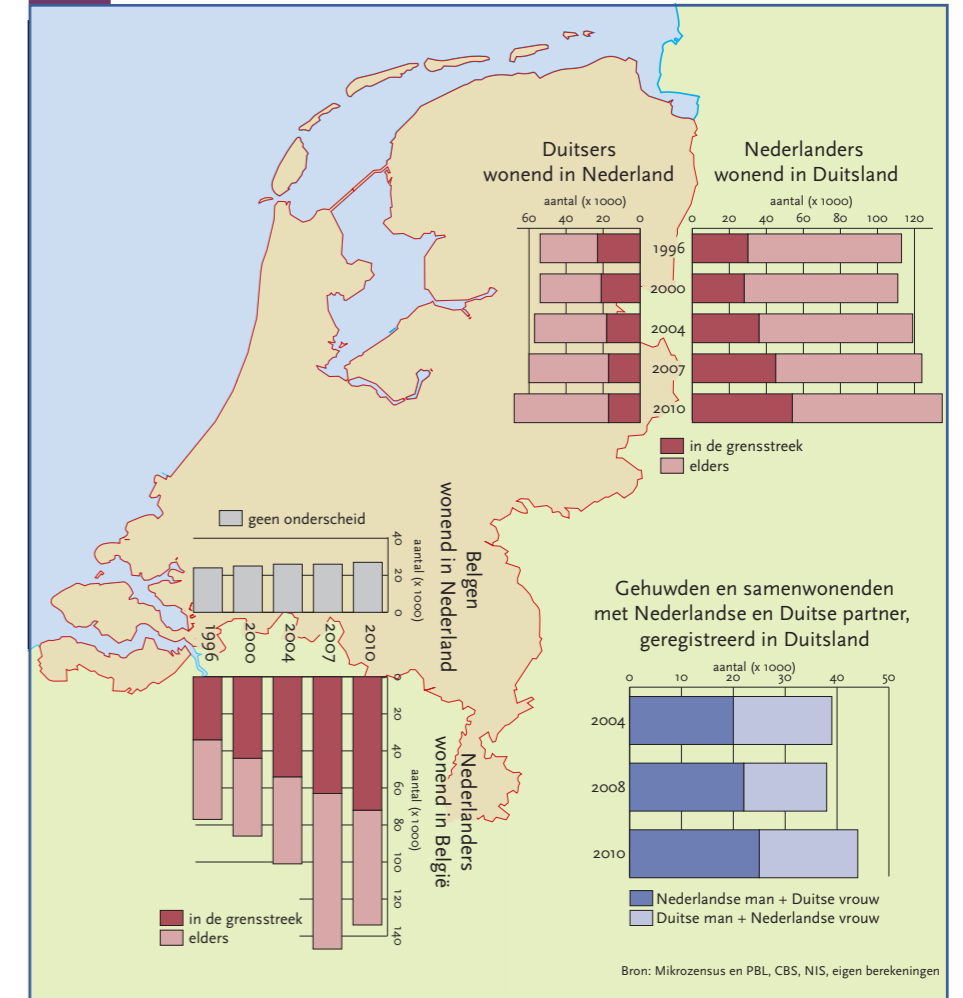 Duitsers
wonend in Nederland
aantal (x 1000)
60 40 20 0
Nederlanders
wonend in Duitsland
aantal (x 1000)
0 20 40 60 80 100 120
1996
2000
2004
2007
2010
in de grensstreek
elders
geen onderscheid
Belgen
wonend in Nederland
aantal (x 1000)
40
20
0
1996
2000
2004
2007
2010
Nederlanders
wonend in België
aantal (x 1000)
0
20
40
60
80
100
120
140
in de grensstreek
elders
Gehuwden en samenwonenden
met Nederlandse en Duitse partner,
geregistreerd in Duitsland
aantal (x 1000)
0 10 20 30 40 50
2004
2008
2010
Nederlandse man + Duitse vrouw
Duitse man + Nederlandse vrouw
Bron: Mikrozensus en PBL, CBS, NIS, eigen berekeningen